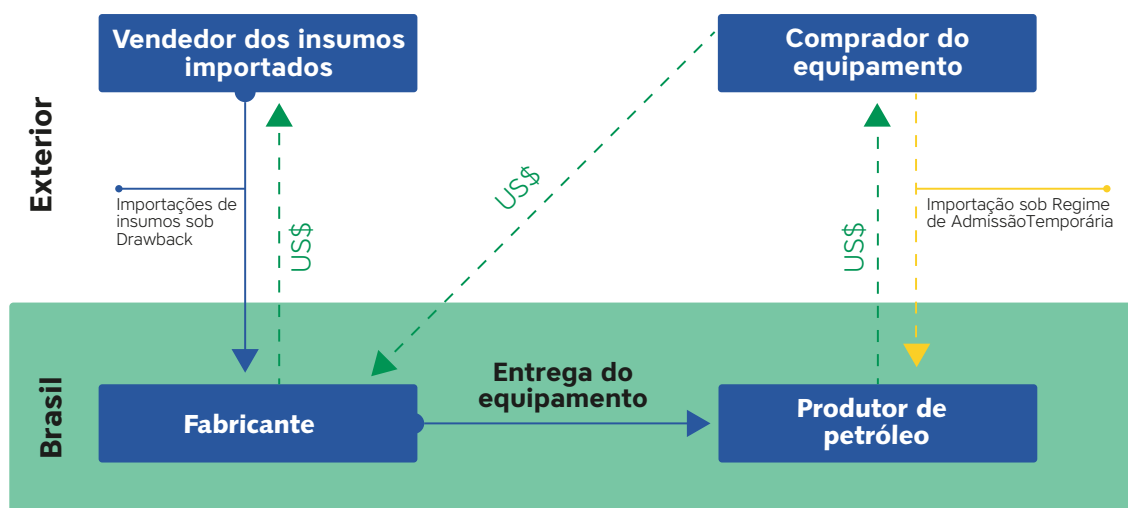 Vendedor dos insumos
importados
Comprador do
equipamento
Exterior
US$
Importações de
insumos sob
Drawback
US$
US$
Importação sob Regime
de AdmissãoTemporária
Brasil
Fabricante
Entrega do
equipamento
Produtor de
petróleo